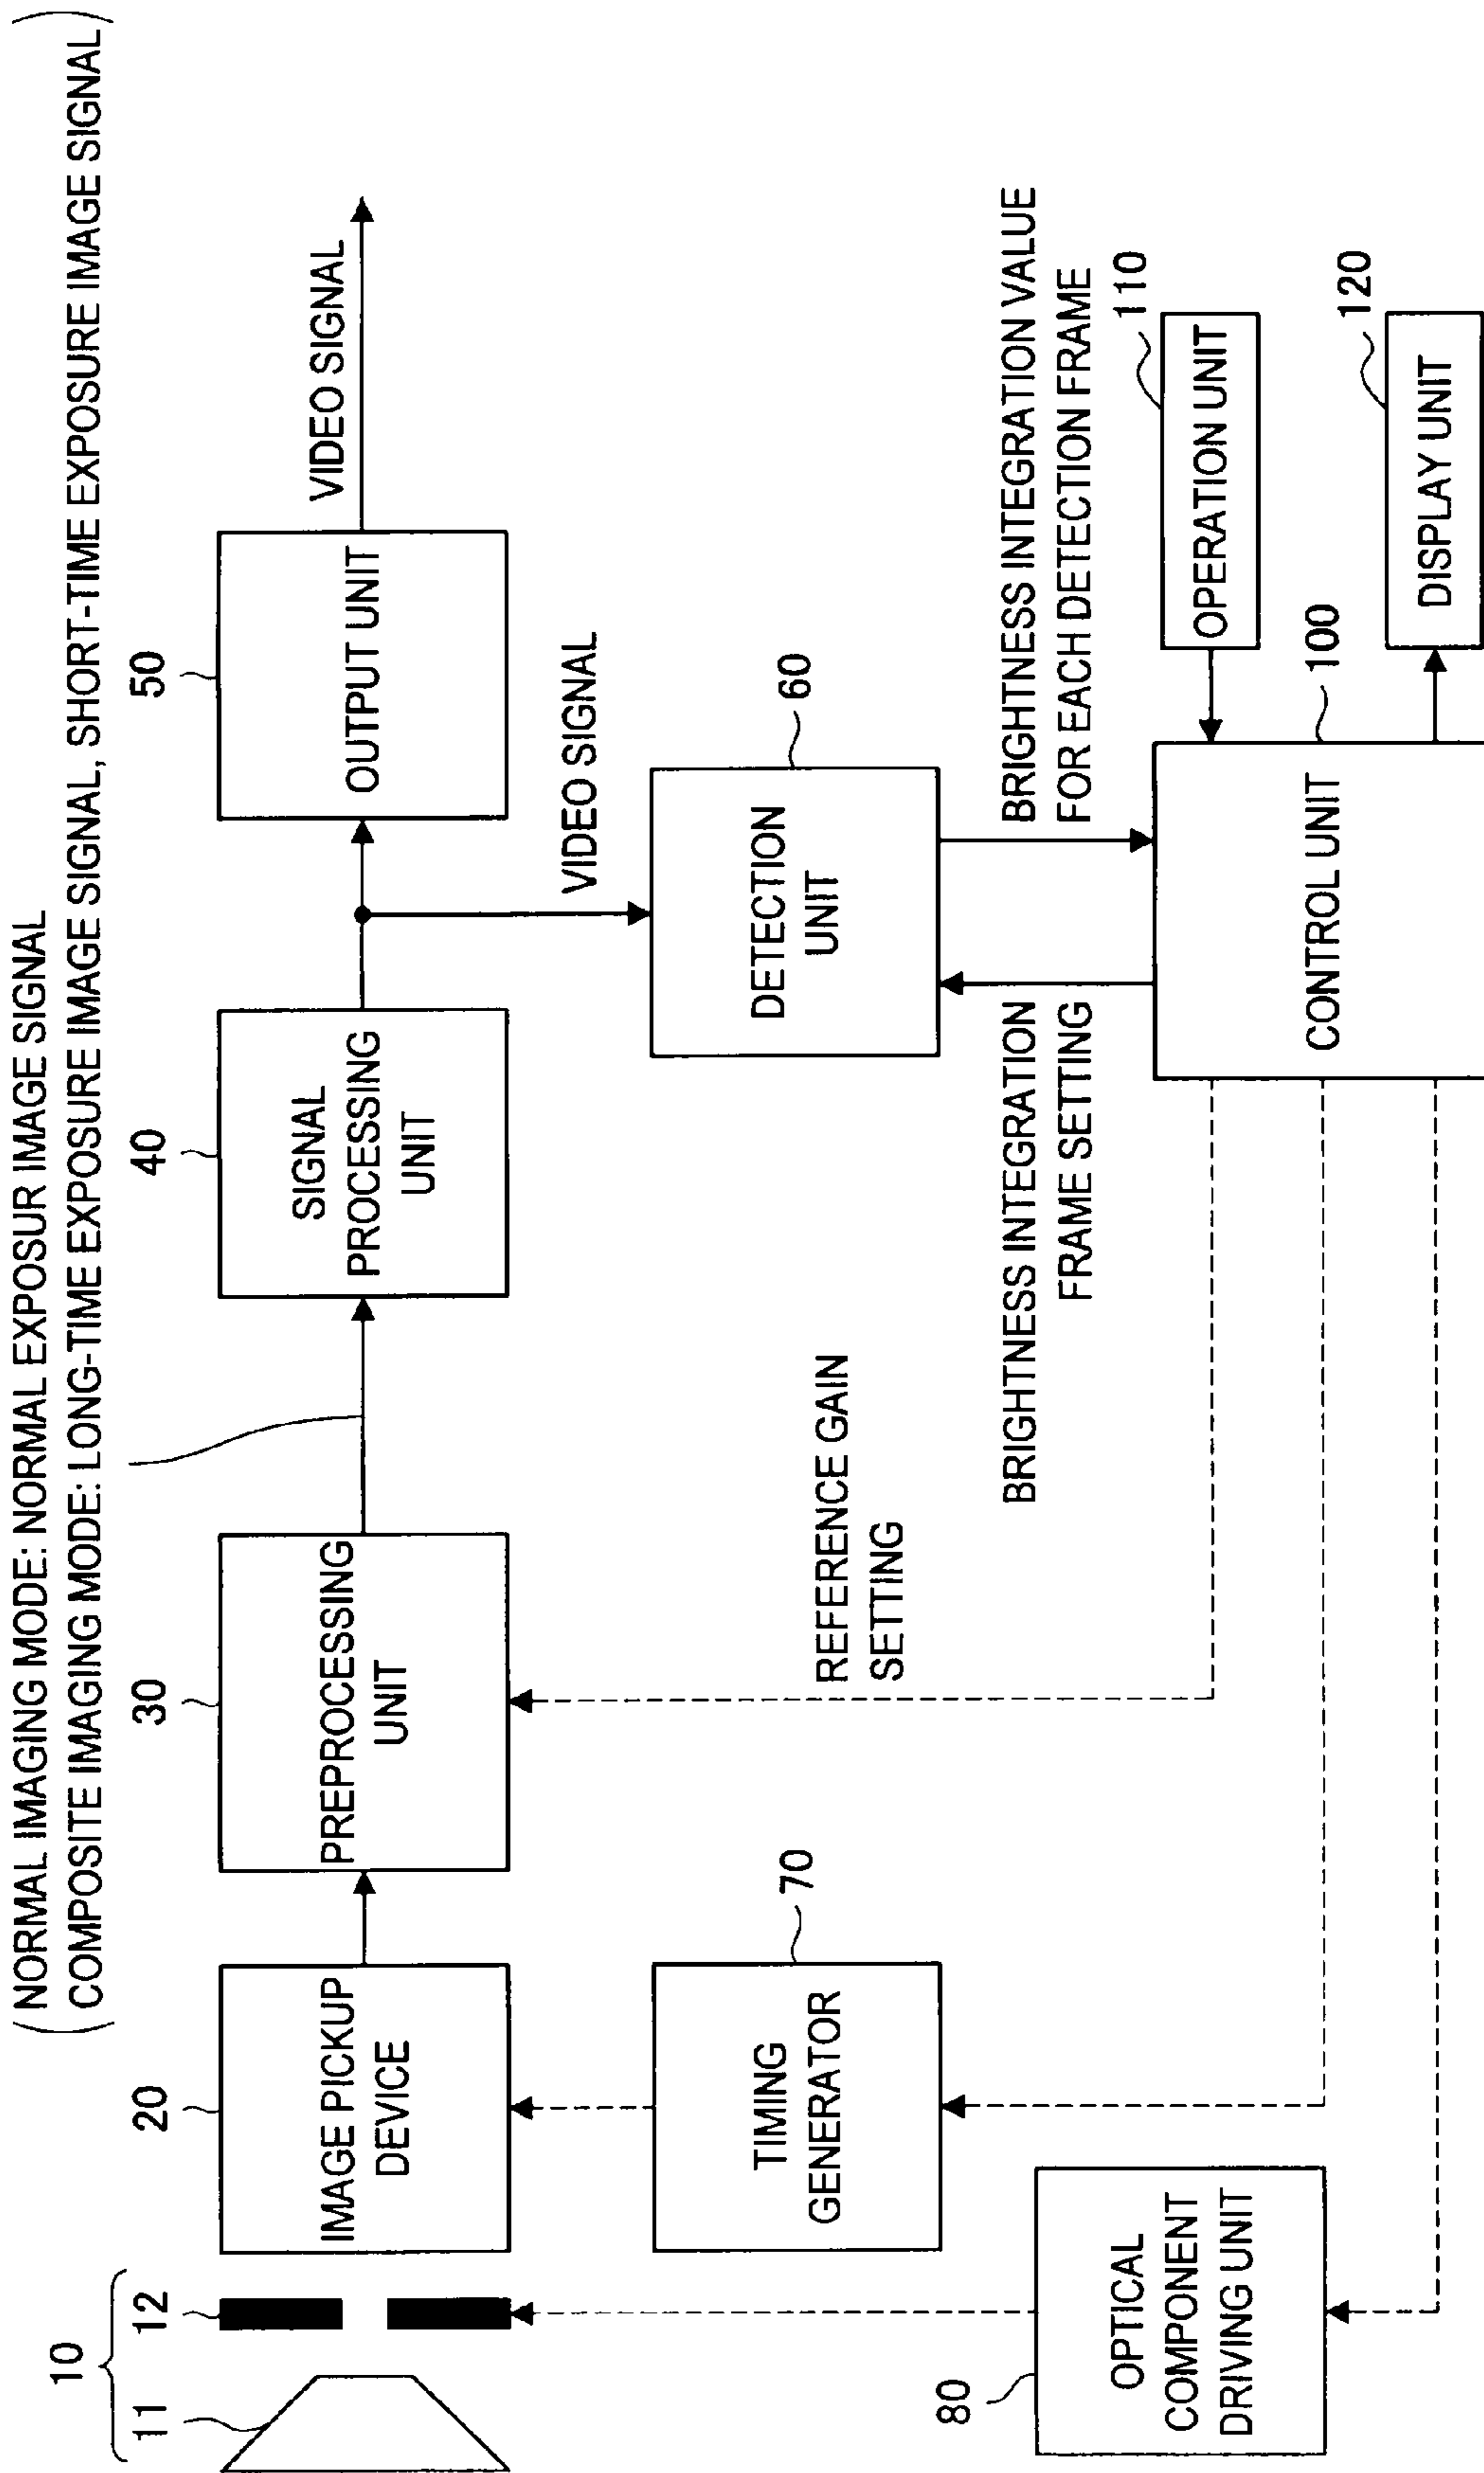 NORMAL IMAGING MODE: NORMAL EXPOSUR IMAGE SIGNAL
COMPOSITE IMAGING MODE: LONG-TIME EXPOSURE IMAGE SIGNAL, SHORT-TIME EXPOSURE IMAGE SIGNAL
10
11
12
20
IMAGE PICKUP
DEVICE
30
PREPROCESSING
UNIT
40
SIGNAL
PROCESSING
UNIT
50
OUTPUT UNIT
VIDEO SIGNAL
VIDEO SIGNAL
70
TIMING
GENERATOR
REFERENCE GAIN
SETTING
60
DETECTION
UNIT
80
OPTICAL
COMPONENT
DRIVING UNIT
BRIGHTNESS INTEGRATION
FRAME SETTING
BRIGHTNESS INTEGRATION VALUE
FOR EACH DETECTION FRAME
100
CONTROL UNIT
110
OPERATION UNIT
120
DISPLAY UNIT